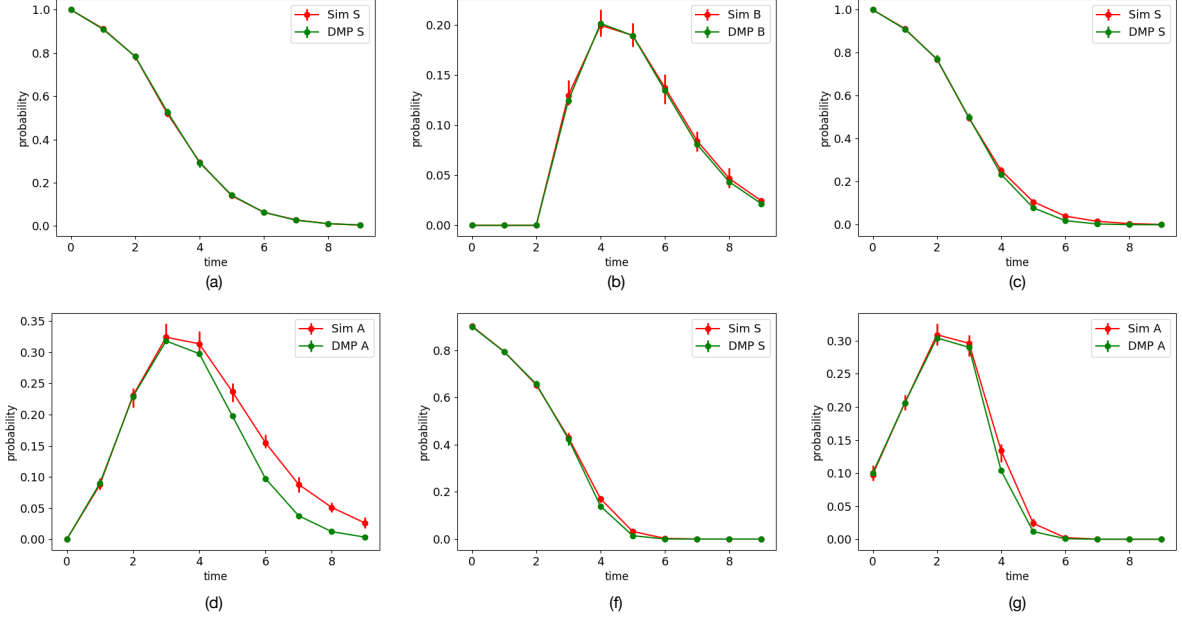 1.0
0.8
0.6
0.4
0.2
0.0
probability
0 2 4 6 8
time
Sim S
DMP S
(a)
0.20
0.15
0.10
0.05
0.00
probability
0 2 4 6 8
time
Sim B
DMP B
(b)
1.0
0.8
0.6
0.4
0.2
0.0
probability
0 2 4 6 8
time
Sim S
DMP S
(c)
0.35
0.30
0.25
0.20
0.15
0.10
0.05
0.00
probability
0 2 4 6 8
time
Sim A
DMP A
(d)
0.8
0.6
0.4
0.2
0.0
probability
0 2 4 6 8
time
Sim S
DMP S
(f)
0.30
0.25
0.20
0.15
0.10
0.05
0.00
probability
0 2 4 6 8
time
Sim A
DMP A
(g)